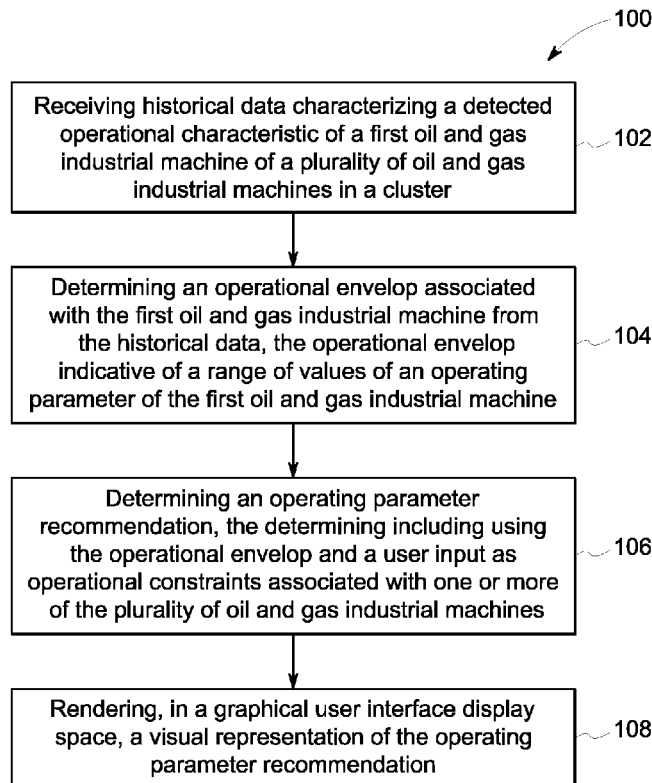 100
Receiving historical data characterizing a detected
operational characteristic of a first oil and gas
industrial machine of a plurality of oil and gas
industrial machines in a cluster
102
Determining an operational envelop associated
with the first oil and gas industrial machine from
the historical data, the operational envelop
indicative of a range of values of an operating
parameter of the first oil and gas industrial machine
104
Determining an operating parameter
recommendation, the determining including using
the operational envelop and a user input as
operational constraints associated with one or more
of the plurality of oil and gas industrial machines
106
Rendering, in a graphical user interface display
space, a visual representation of the operating
parameter recommendation
108